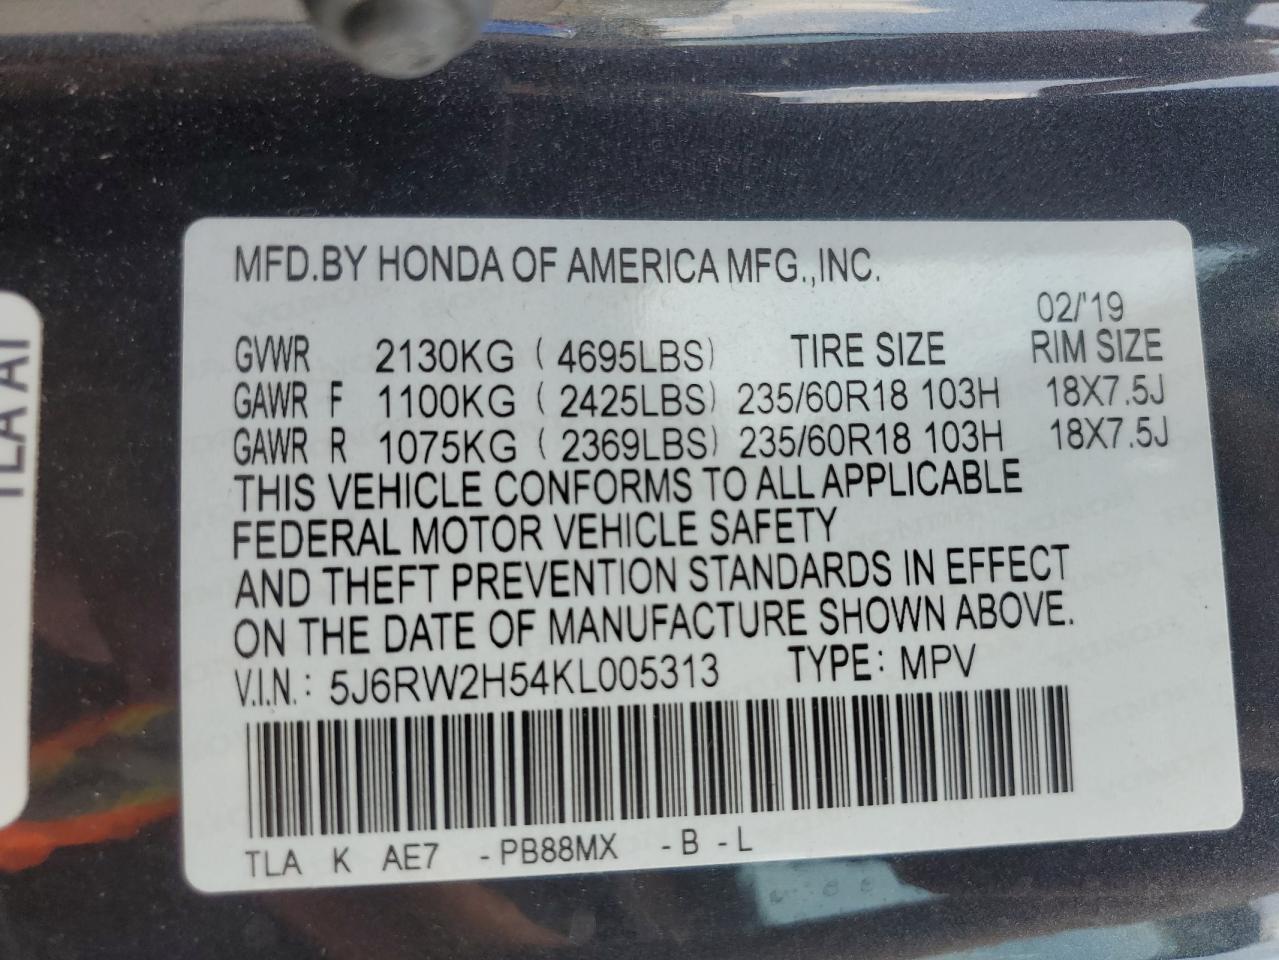 MFD.BY HONDA OF AMERICA MFG.,INC.
02/'19
GVWR 2130KG ( 4695LBS) TIRE SIZE RIM SIZE
GAWR F 1100KG ( 2425LBS) 235/60R18 103H 18X7.5J
GAWR R 1075KG ( 2369LBS) 235/60R18 103H 18X7.5J
THIS VEHICLE CONFORMS TO ALL APPLICABLE
FEDERAL MOTOR VEHICLE SAFETY
AND THEFT PREVENTION STANDARDS IN EFFECT
ON THE DATE OF MANUFACTURE SHOWN ABOVE.
V.I.N.: 5J6RW2H54KL005313 TYPE: MPV
TLA K AE7 -PB88MX -B -L